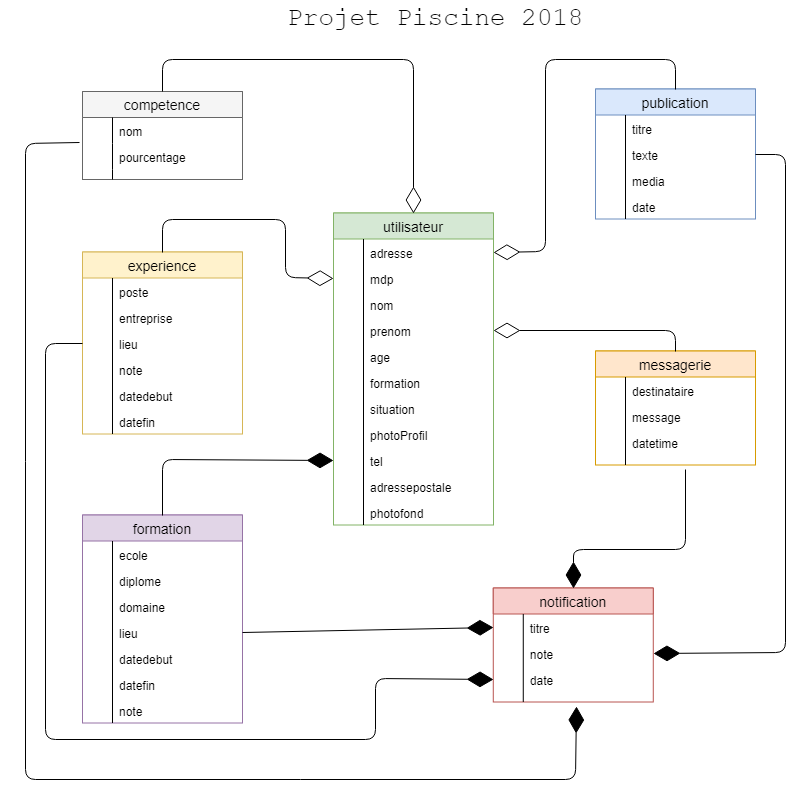 Projet Piscine 2018
competence
nom
pourcentage
publication
titre
texte
media
date
utilisateur
adresse
mdp
nom
prenom
age
formation
situation
photoProfil
tel
adressepostale
photofond
experience
poste
entreprise
lieu
note
datedebut
datefin
messagerie
destinataire
message
datetime
formation
ecole
diplome
domaine
lieu
datedebut
datefin
note
notification
titre
note
date